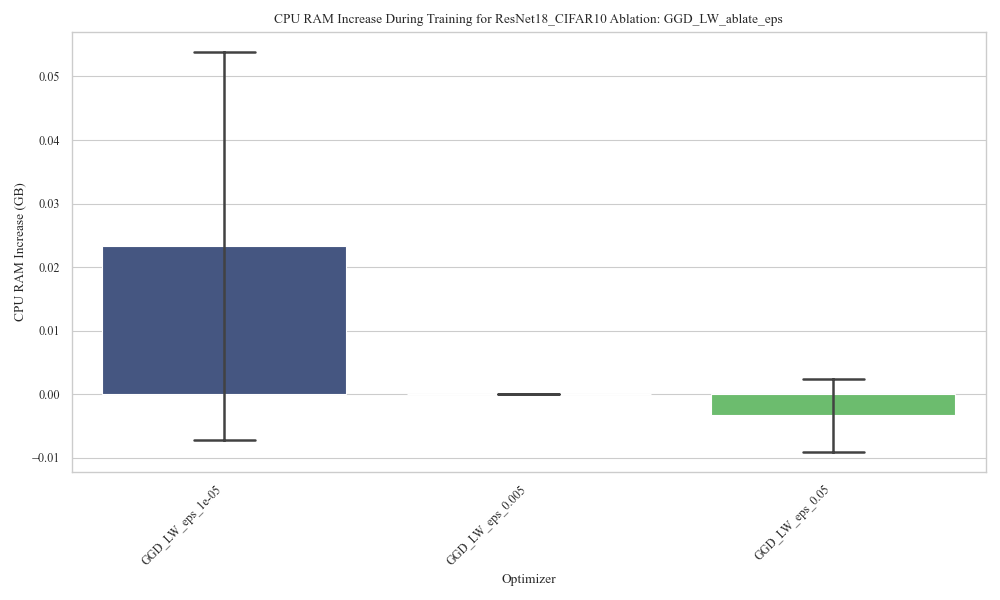 CPU RAM Increase During Training for ResNet18_CIFAR10 Ablation: GGD_LW_ablate_eps
CPU RAM Increase (GB)
0.05
0.04
0.03
0.02
0.01
0.00
−0.01
GGD_LW_eps_1e-05
GGD_LW_eps_0.005
GGD_LW_eps_0.05
Optimizer